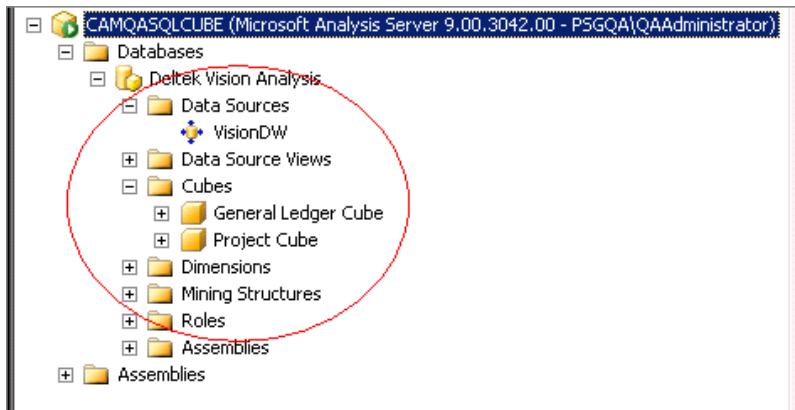 CAMQASQLCUBE (Microsoft Analysis Server 9.00.3042.00 - PSGQA\QAAdministrator)
Databases
Deltek Vision Analysis
Data Sources
VisionDW
Data Source Views
Cubes
General Ledger Cube
Project Cube
Dimensions
Mining Structures
Roles
Assemblies
Assemblies